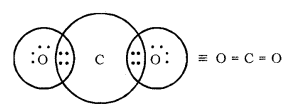 O C O ≡ O = C = O